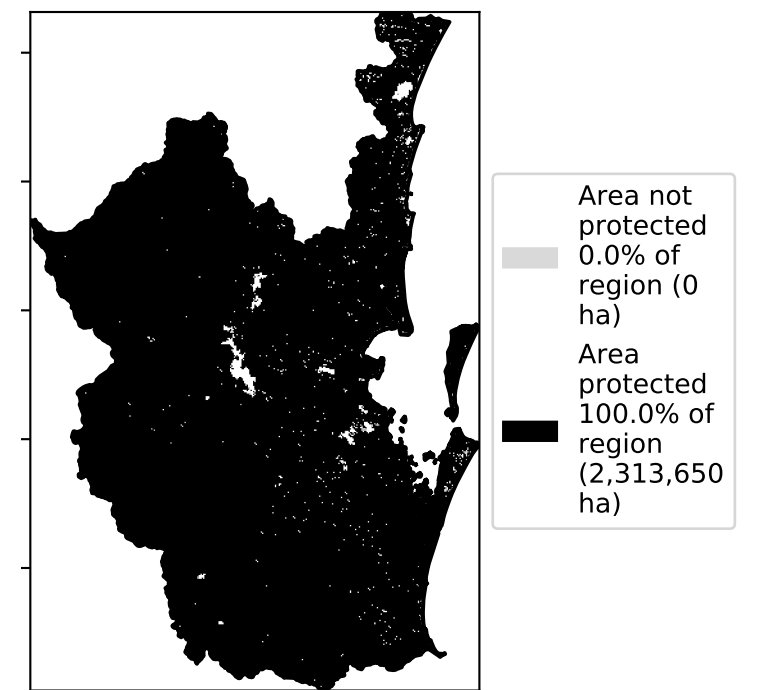 Area not
protected
0.0% of
region (0
ha)
Area
protected
100.0% of
region
(2,313,650
ha)